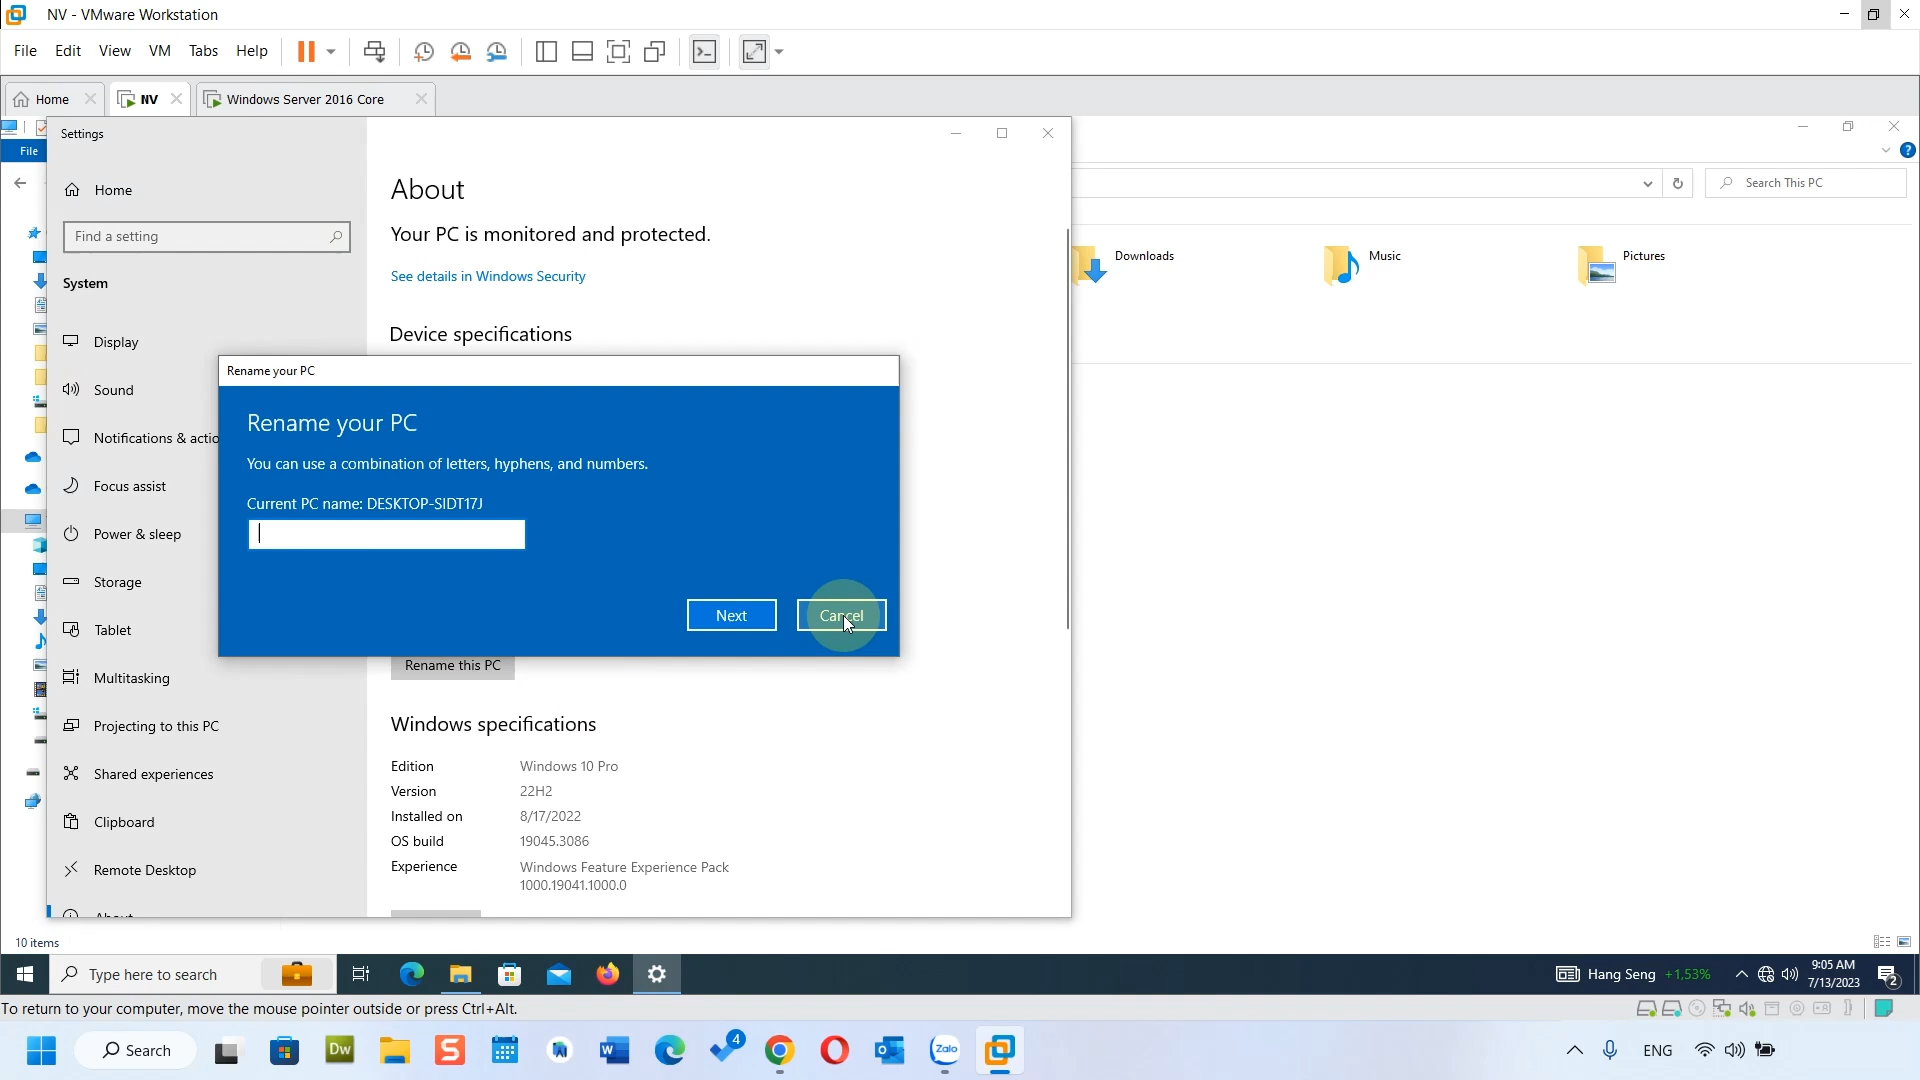 NV - VMware Workstation
File Edit View VM Tabs Help
Home NV Windows Server 2016 Core
Settings
File
Home
About
Search This PC
Your PC is monitored and protected.
Find a setting
Downloads Music Pictures
See details in Windows Security
System
Device specifications
Display
Rename your PC
Sound
Rename your PC
Notifications & actio
You can use a combination of letters, hyphens, and numbers.
Focus assist
Current PC name: DESKTOP-SIDT17J
Power & sleep
Storage
Next Cancel
Tablet
Rename this PC
Multitasking
Windows specifications
Projecting to this PC
Edition Windows 10 Pro
Shared experiences
Version 22H2
Installed on 8/17/2022
Clipboard
OS build 19045.3086
Experience Windows Feature Experience Pack
1000.19041.1000.0
Remote Desktop
About
10 items
Type here to search
Hang Seng +1,53%
9:05 AM
7/13/2023
2
To return to your computer, move the mouse pointer outside or press Ctrl+Alt.
Search
Dw
4
Zalo
ENG